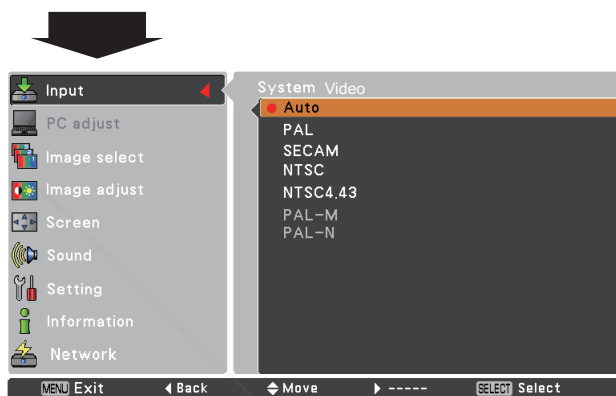 Input
PC adjust
Image select
Image adjust
Screen
Sound
Setting
Information
Network
System Video
Auto
PAL
SECAM
NTSC
NTSC4.43
PAL-M
PAL-N
MENU Exit Back Move ----- SELECT Select